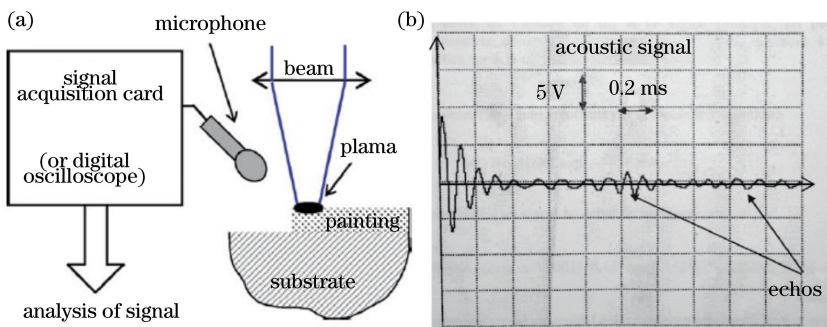 (a)
microphone
signal
acquisition card
(or digital
oscilloscope)
analysis of signal
beam
plama
painting
substrate
(b)
acoustic signal
5 V
0.2 ms
echos